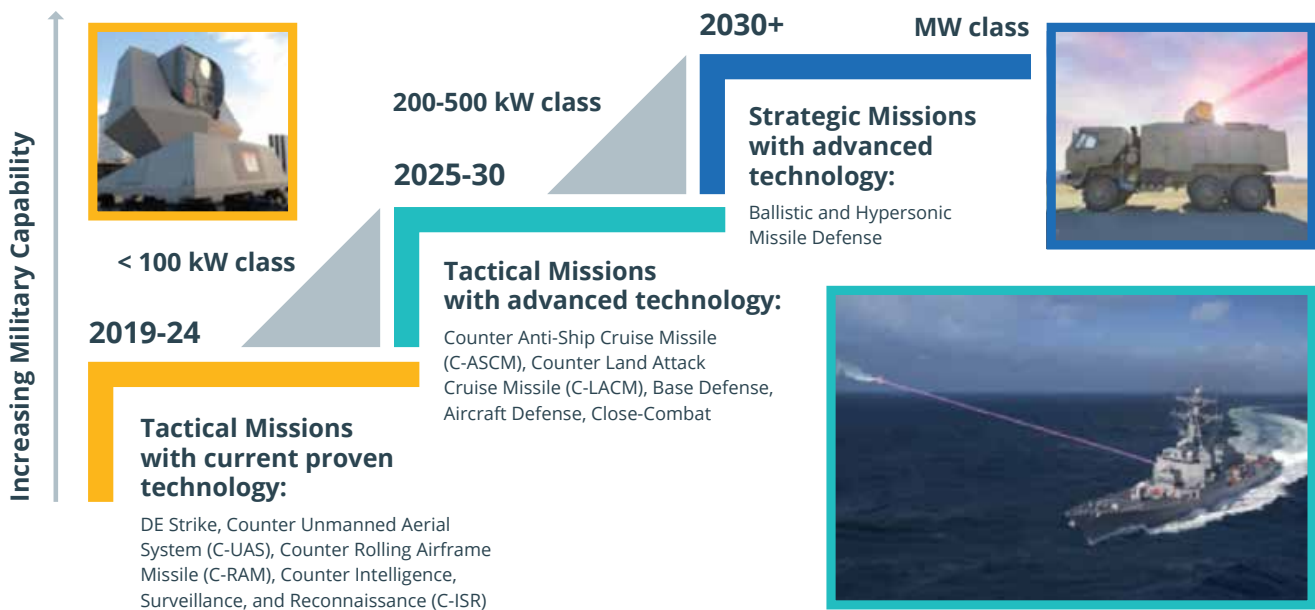 Increasing Military Capability
2030+
MW class
200-500 kW class
Strategic Missions
with advanced
technology:
Ballistic and Hypersonic
Missile Defense
2025-30
< 100 kW class
Tactical Missions
with advanced technology:
Counter Anti-Ship Cruise Missile
(C-ASCM), Counter Land Attack
Cruise Missile (C-LACM), Base Defense,
Aircraft Defense, Close-Combat
2019-24
Tactical Missions
with current proven
technology:
DE Strike, Counter Unmanned Aerial
System (C-UAS), Counter Rolling Airframe
Missile (C-RAM), Counter Intelligence,
Surveillance, and Reconnaissance (C-ISR)